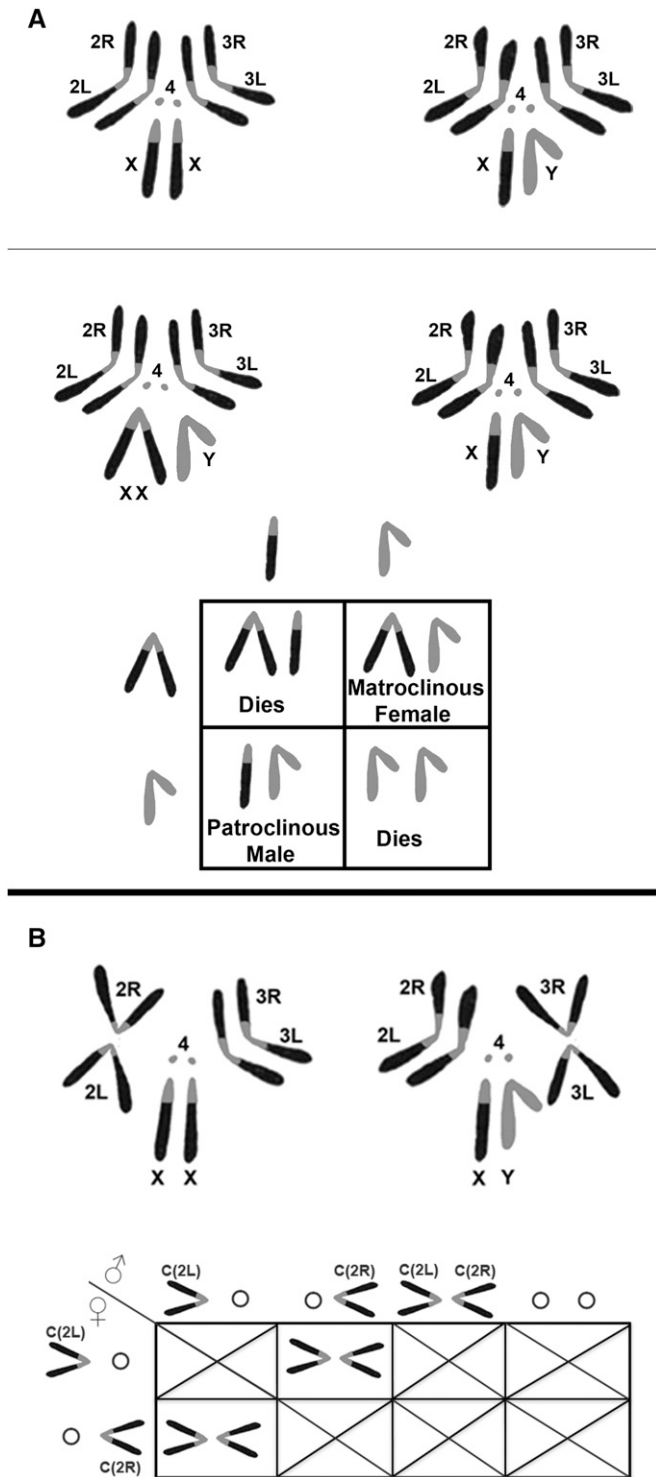 A
2R 3R 2R 3R
2L 4 3L 2L 4 3L
X X X Y
2R 3R 2R 3R
2L 4 3L 2L 4 3L
X X Y X Y
Dies
Matroclinous
Female
Patroclinous
Male
Dies
B
2R 3R 2R 3R
2L 4 3L 2L 4 3L
X X X Y
♂ C(2L) C(2R) C(2L) C(2R)
♀
C(2L)
C(2R)